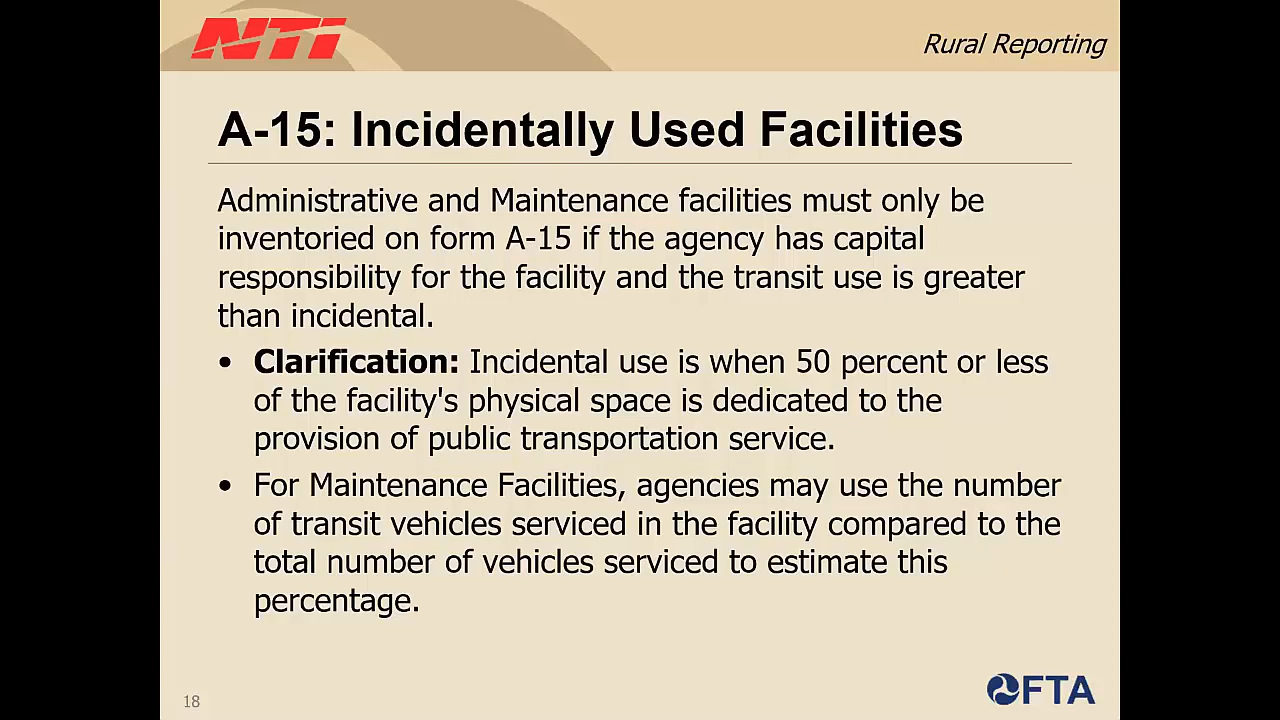 NTI
Rural Reporting
A-15: Incidentally Used Facilities
Administrative and Maintenance facilities must only be
inventoried on form A-15 if the agency has capital
responsibility for the facility and the transit use is greater
than incidental.
• Clarification: Incidental use is when 50 percent or less
of the facility's physical space is dedicated to the
provision of public transportation service.
• For Maintenance Facilities, agencies may use the number
of transit vehicles serviced in the facility compared to the
total number of vehicles serviced to estimate this
percentage.
18
FTA